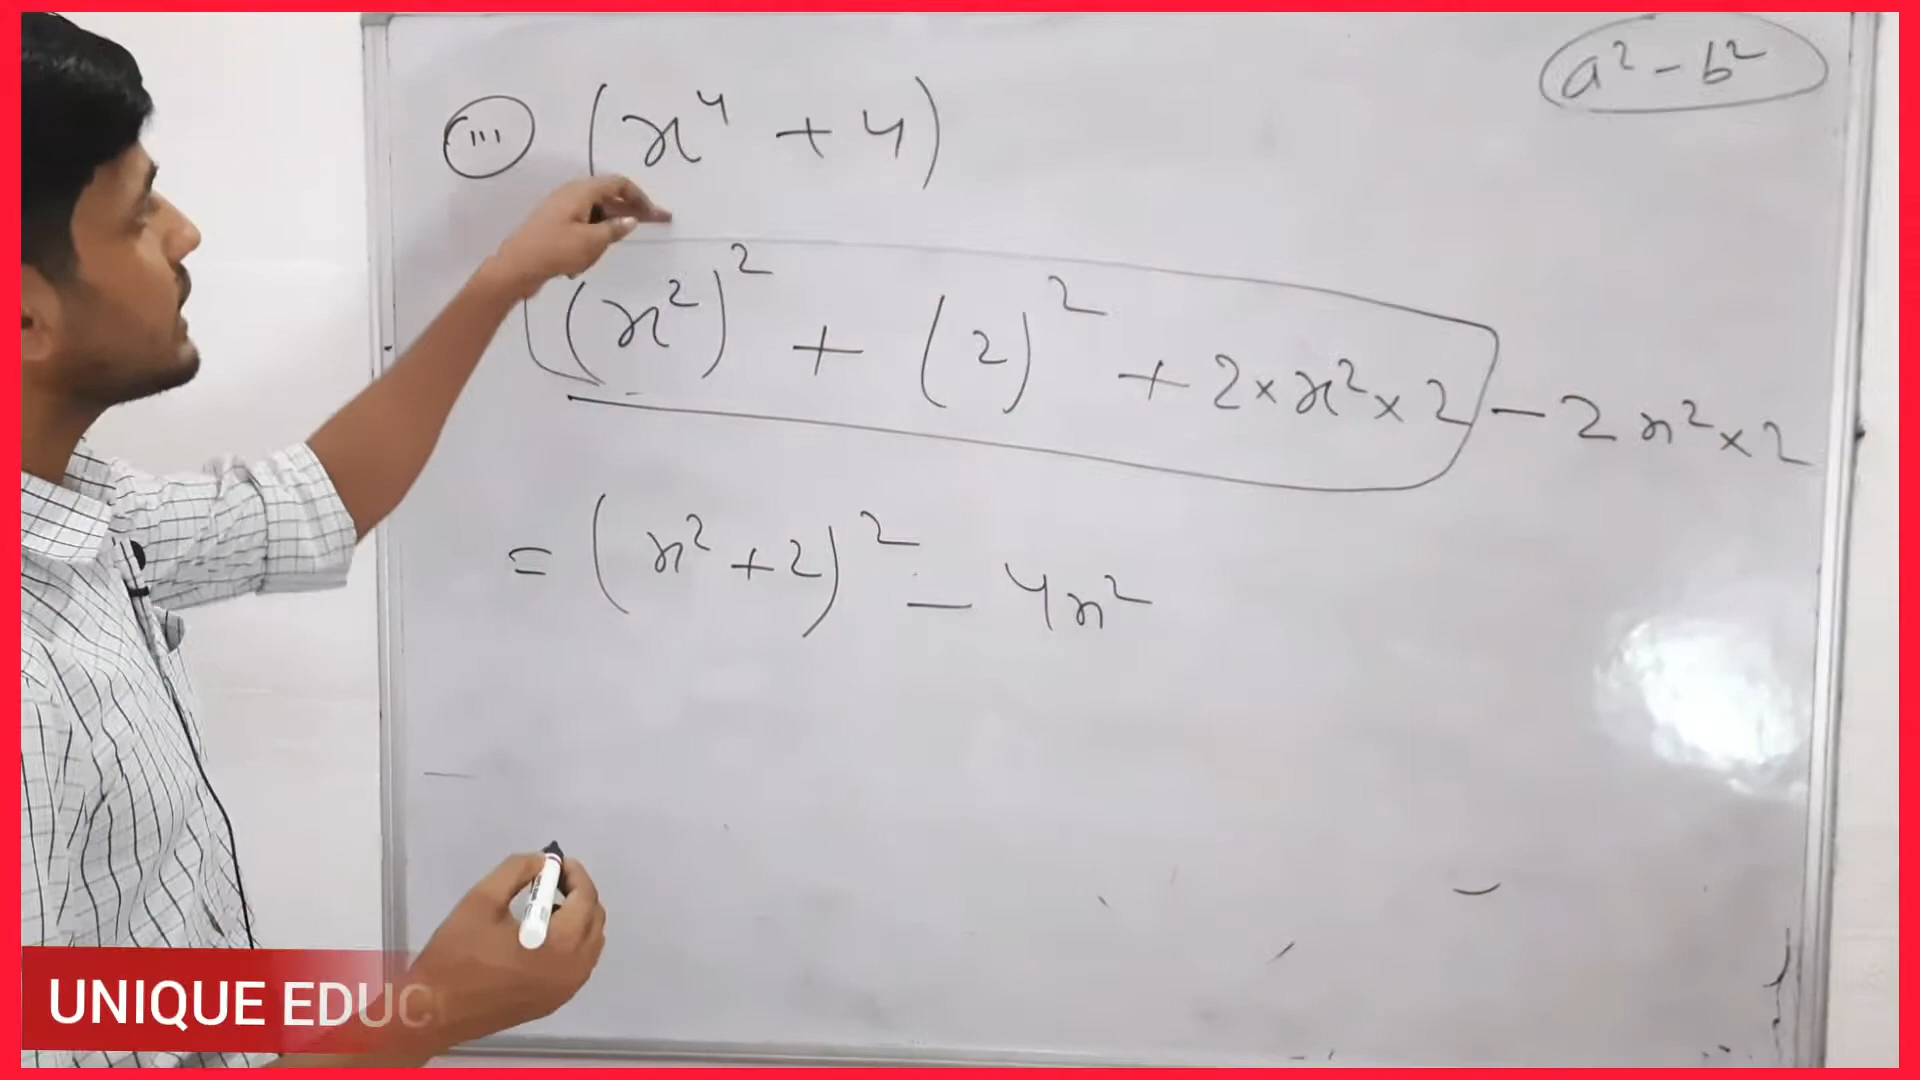 a² - b²
(iii) (x⁴ + 4)
(x²)² + (2)² + 2 × x² × 2 - 2x² × 2
= (x² + 2)² - 4x²
UNIQUE EDUC